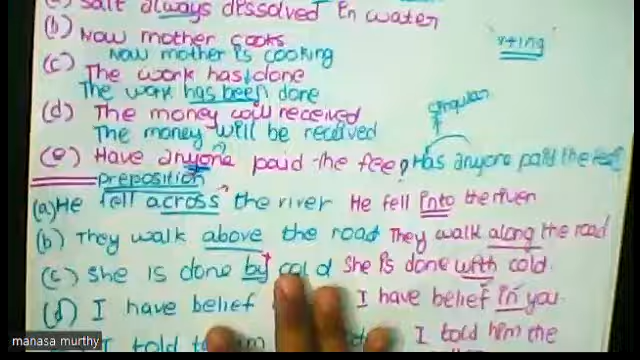 Salt always dissolved in water
(b) Now mother cooks
Now mother is cooking
"v+ing"
(c) The work has done
The work has been done
(d) The money will received
The money will be received
singular
(e) Have anyone paid the fee? Has anyone paid the fee?
preposition
(a) He fell across the river He fell into the river
(b) They walk above the road They walk along the road
(c) She is done by cold She is done with cold.
(d) I have belief I have belief in you.
I told I told him the
manasa murthy